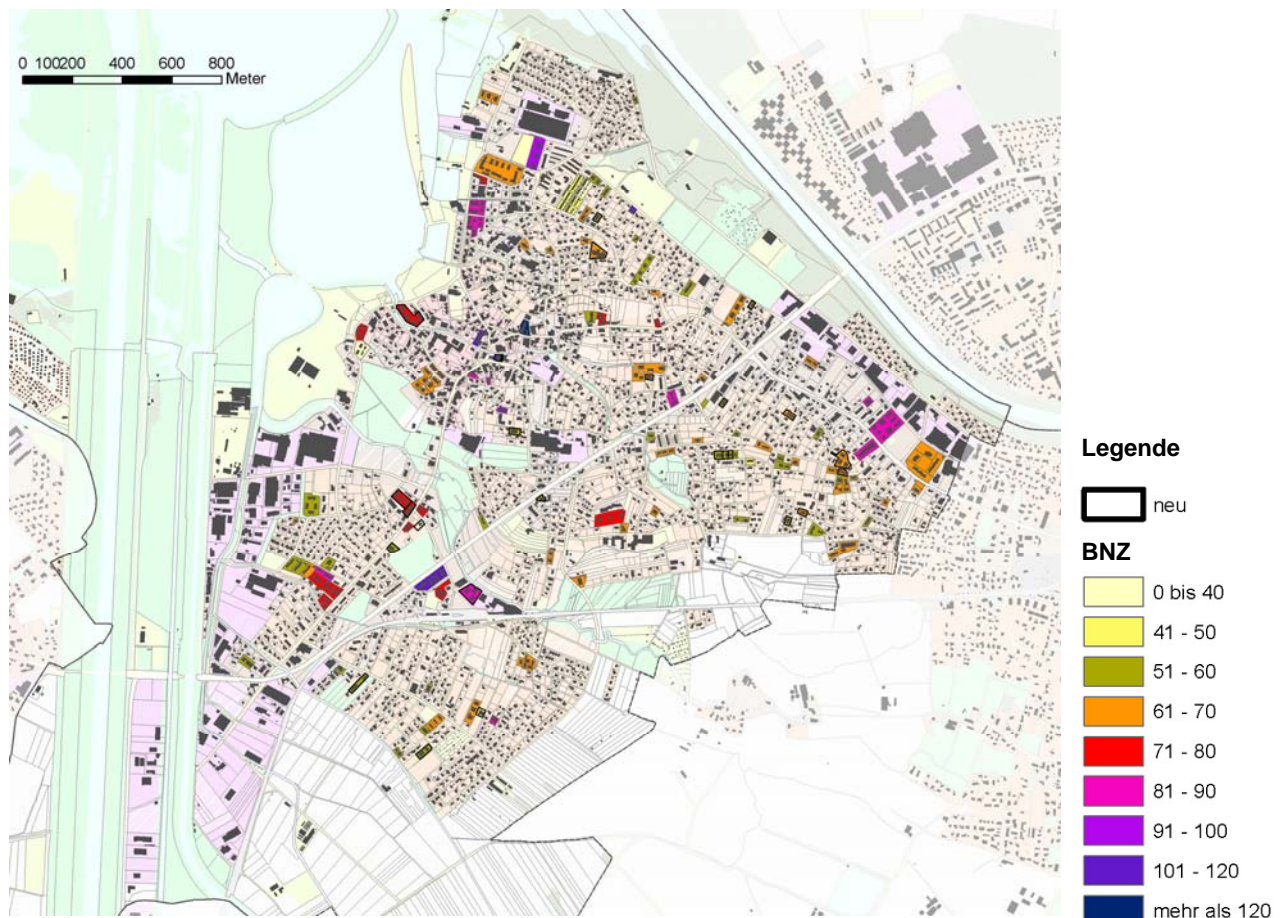 0 100200 400 600 800
Meter
Legende
neu
BNZ
0 bis 40
41 - 50
51 - 60
61 - 70
71 - 80
81 - 90
91 - 100
101 - 120
mehr als 120